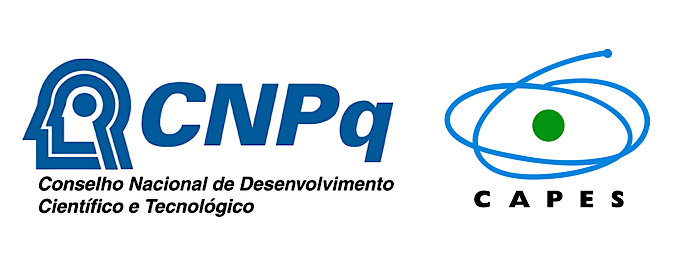 CNPq
Conselho Nacional de Desenvolvimento
Científico e Tecnológico
CAPES